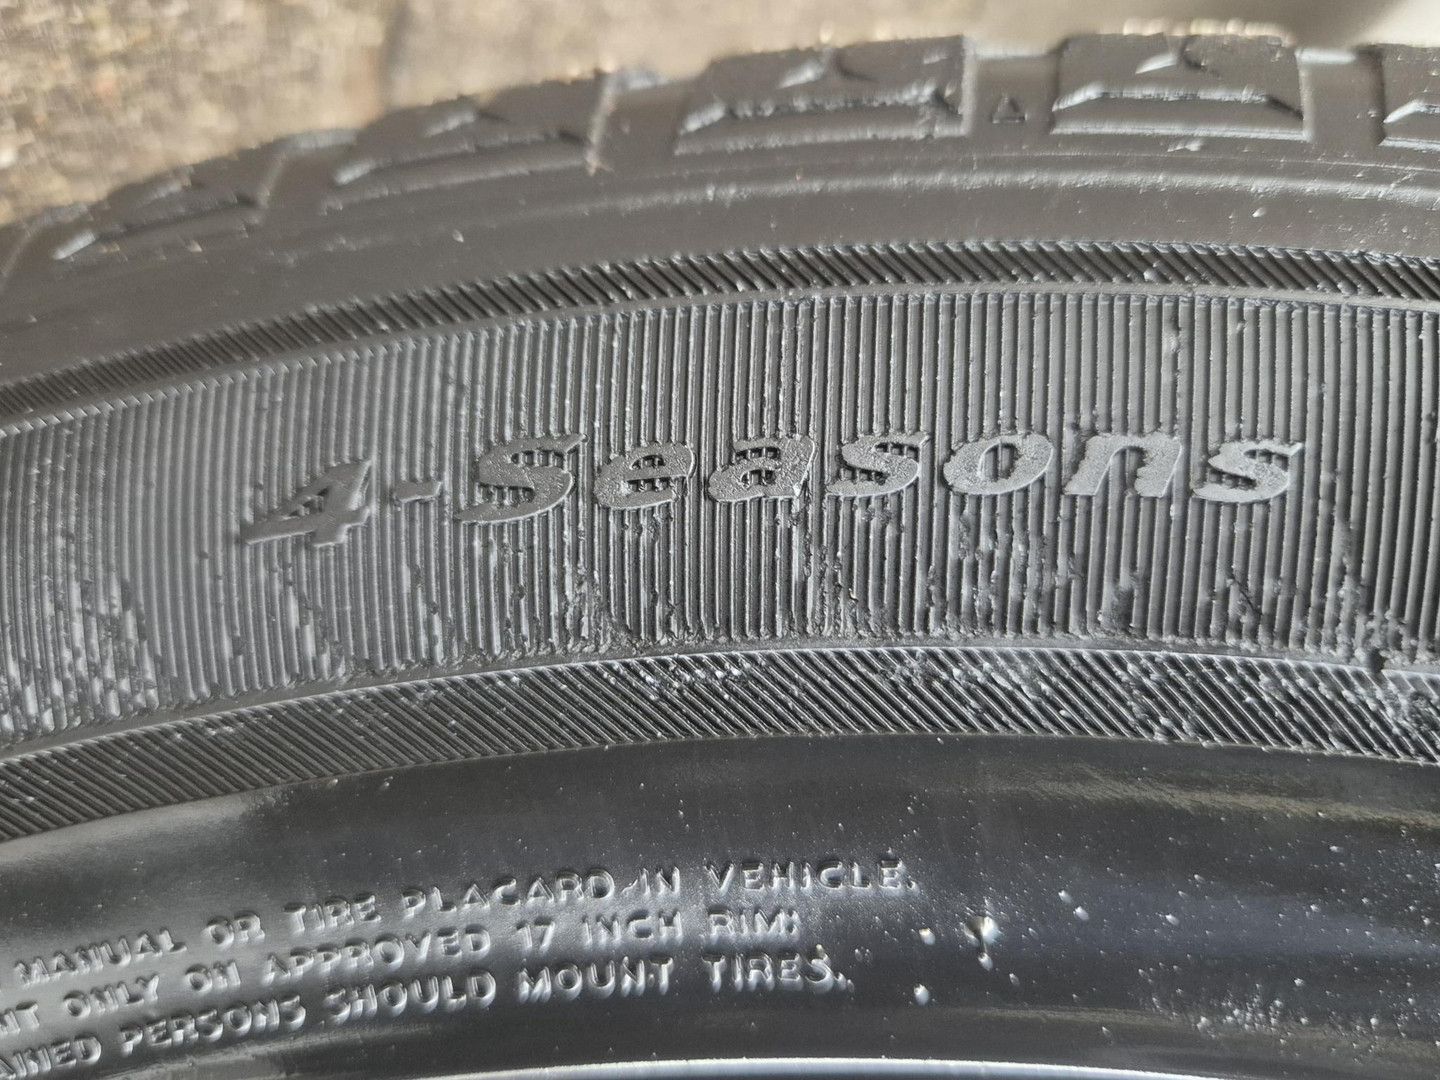 4-Seasons
MANUAL OR TIRE PLACARD IN VEHICLE.
ONLY ON APPROVED 17 INCH RIM;
PERSONS SHOULD MOUNT TIRES.